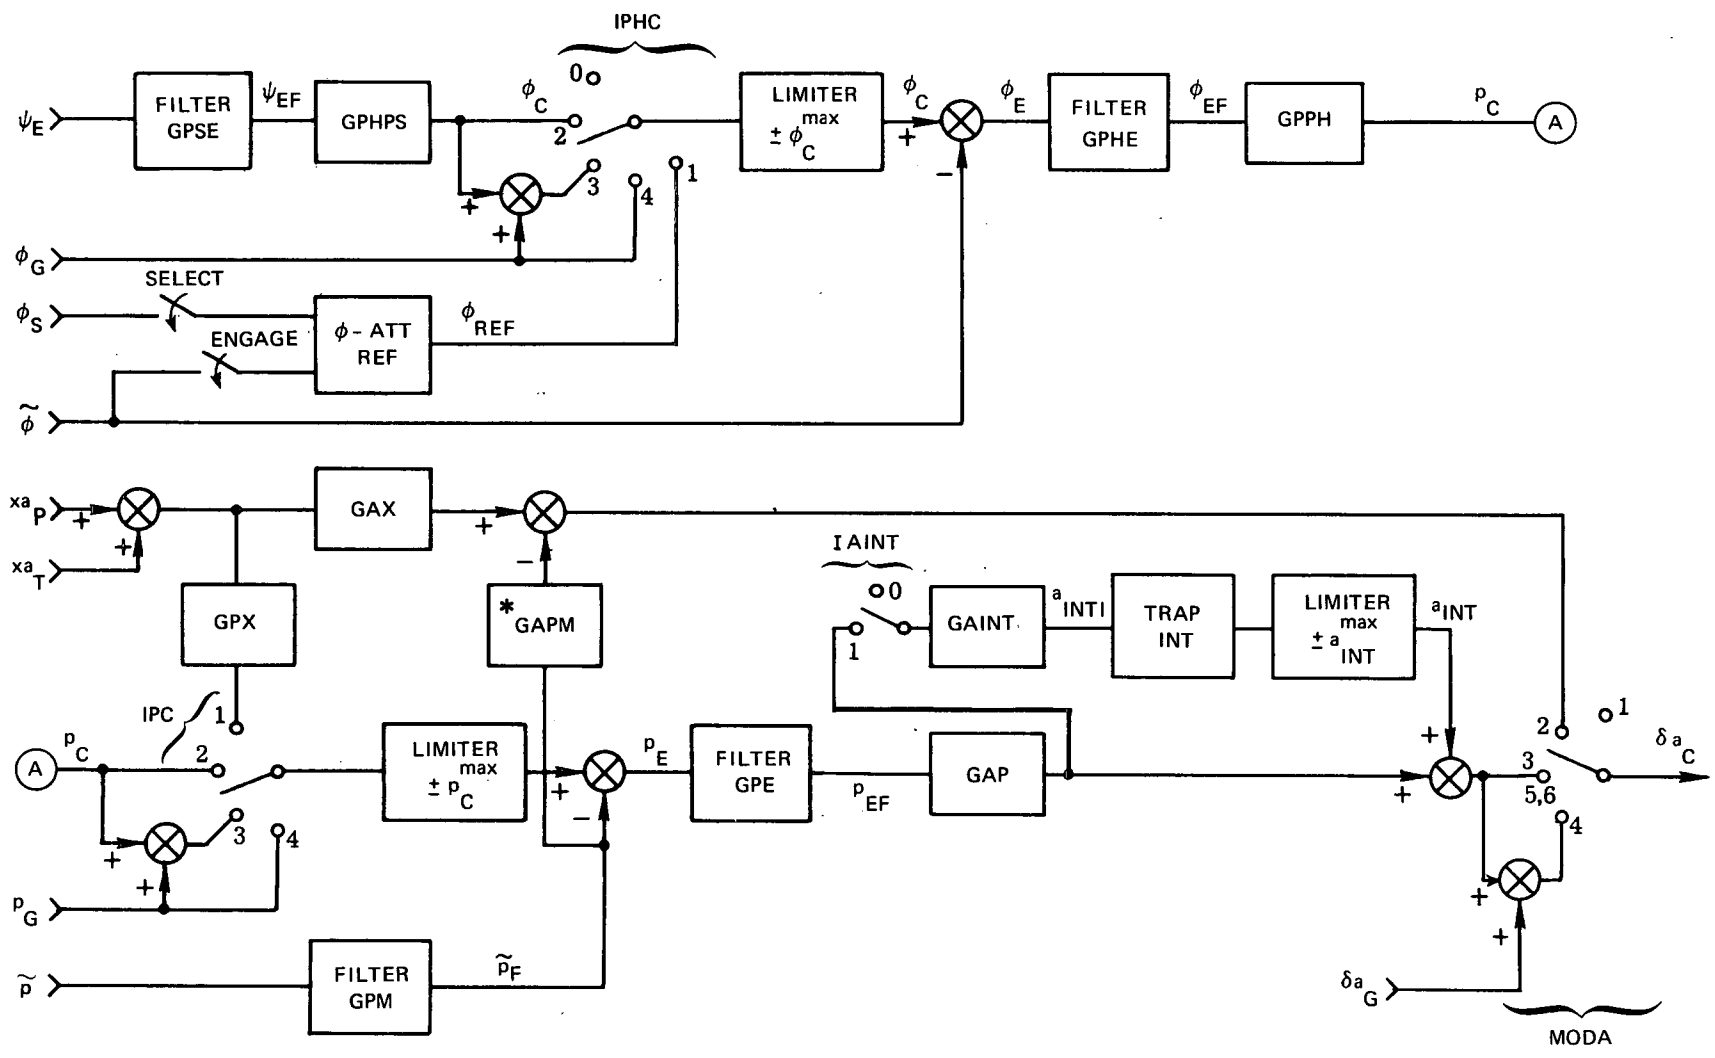 IPHC
ψE
FILTER
GPSE
ψEF
GPHPS
ϕC
0
2
3
4
1
LIMITER
± ϕC max
ϕC
+
−
ϕE
FILTER
GPHE
ϕEF
GPPH
pC
A
+
+
ϕG
SELECT
ϕS
ENGAGE
ϕ - ATT
REF
ϕREF
ϕ̃
xaP
+
xaT
+
GAX
+
−
GPX
*GAPM
IAINT
0
1
GAINT
aINTI
TRAP
INT
LIMITER
± aINT max
aINT
+
IPC
1
A
pC
2
3
4
+
+
LIMITER
± pC max
+
−
pE
FILTER
GPE
pEF
GAP
+
1
2
3
5,6
4
δaC
pG
p̃
FILTER
GPM
p̃F
+
+
δaG
MODA